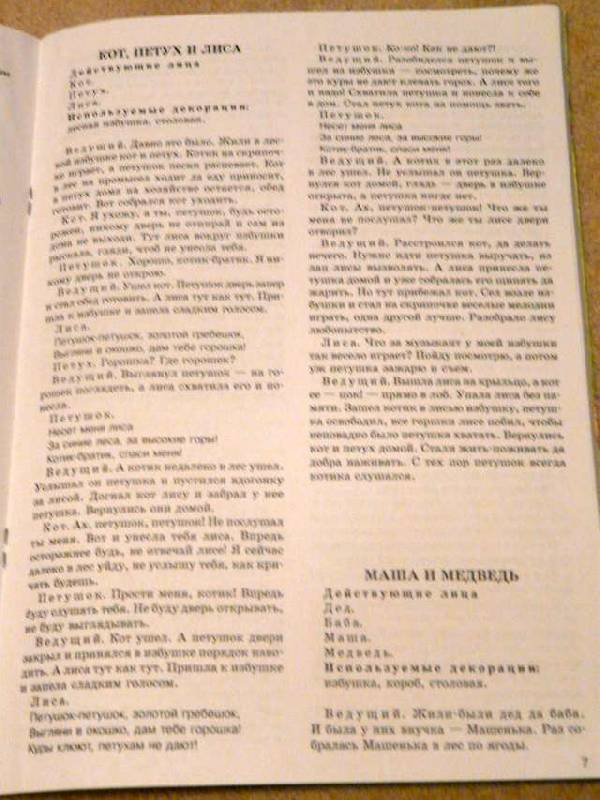 КОТ, ПЕТУХ И ЛИСА
Действующие лица
Кот.
Петух.
Лиса.
Используемые декорации:
лесная избушка, столовая.
Ведущий. Давно это было. Жили в лес-
ной избушке кот и петух. Котик на скрипоч-
ке играет, а петушок песни распевает. Кот
в лес на промысел ходит да еду приносит,
а петух дома на хозяйстве остается, обед
готовит. Вот собрался кот уходить.
Кот. Я ухожу, а ты, петушок, будь осто-
рожен, никому дверь не отпирай и сам из
дома не выходи. Тут лиса вокруг избушки
рыскала, гляди, чтоб не унесла тебя.
Петушок. Хорошо, котик-братик. Я ни-
кому дверь не открою.
Ведущий. Ушел кот. Петушок дверь запер
и стал обед готовить. А лиса тут как тут. При-
шла к избушке и запела сладким голосом.
Лиса.
Петушок-петушок, золотой гребешок,
Выгляни в окошко, дам тебе горошка!
Петух. Горошка? Где горошек?
Ведущий. Выглянул петушок — на го-
рошек поглядеть, а лиса схватила его и по-
несла.
Петушок.
Несет меня лиса
За синие леса, за высокие горы!
Котик-братик, спаси меня!
Ведущий. А котик недалеко в лес ушел.
Услышал он петушка и пустился вдогонку
за лисой. Догнал кот лису и забрал у нее
петушка. Вернулись они домой.
Кот. Ах, петушок, петушок! Не послушал
ты меня. Вот и унесла тебя лиса. Впредь
осторожнее будь, не отвечай лисе! Я сейчас
далеко в лес уйду, не услышу тебя, как кри-
чать будешь.
Петушок. Прости меня, котик! Впредь
буду слушать тебя. Не буду дверь открывать,
не буду выглядывать.
Ведущий. Кот ушел. А петушок двери
закрыл и принялся в избушке порядок наво-
дить. А лиса тут как тут. Пришла к избушке
и запела сладким голосом.
Лиса.
Петушок-петушок, золотой гребешок,
Выгляни в окошко, дам тебе горошка!
Куры клюют, петухам не дают!
Петушок. Ко-ко! Как не дают?!
Ведущий. Разобиделся петушок и вы-
шел из избушки — посмотреть, почему же
это куры не дают клевать горох. А лисе того
и надо! Схватила петушка и понесла к себе
в дом. Стал петух кота на помощь звать.
Петушок.
Несет меня лиса
За синие леса, за высокие горы!
Котик-братик, спаси меня!
Ведущий. А котик в этот раз далеко
в лес ушел. Не услышал он петушка. Вер-
нулся кот домой, глядь — дверь в избушке
открыта, а петушка нигде нет.
Кот. Ах, петушок-петушок! Что же ты
меня не послушал? Что же ты лисе двери
отворил?
Ведущий. Расстроился кот, да делать
нечего. Нужно идти петушка выручать, из
лап лисы вызволять. А лиса принесла пе-
тушка домой и уже собралась его щипать да
жарить. Но тут прибежал кот. Сел возле из-
бушки и стал на скрипочке веселые мелодии
играть, одна другой лучше. Разобрало лису
любопытство.
Лиса. Что за музыкант у моей избушки
так весело играет? Пойду посмотрю, а потом
уж петушка зажарю и съем.
Ведущий. Вышла лиса на крыльцо, а кот
ее — цок! — прямо в лоб. Упала лиса без па-
мяти. Зашел котик в лисью избушку, петуш-
ка освободил, все горшки лисе побил, чтобы
неповадно было петушка хватать. Вернулись
кот и петух домой. Стали жить-поживать да
добра наживать. С тех пор петушок всегда
котика слушался.
МАША И МЕДВЕДЬ
Действующие лица
Дед.
Баба.
Маша.
Медведь.
Используемые декорации:
избушка, короб, столовая.
Ведущий. Жили-были дед да баба.
И была у них внучка — Машенька. Раз со-
бралась Машенька в лес по ягоды.
7